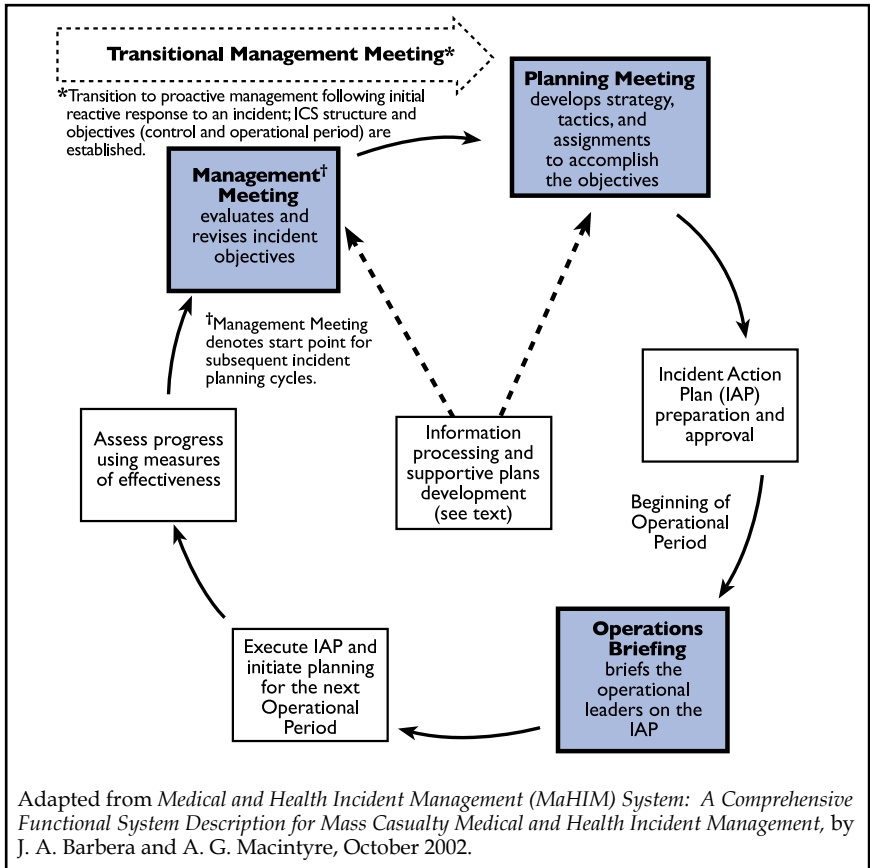 Transitional Management Meeting*
*Transition to proactive management following initial
reactive response to an incident; ICS structure and
objectives (control and operational period) are
established.
Planning Meeting
develops strategy,
tactics, and
assignments
to accomplish
the objectives
Management†
Meeting
evaluates and
revises incident
objectives
†Management Meeting
denotes start point for
subsequent incident
planning cycles.
Incident Action
Plan (IAP)
preparation and
approval
Assess progress
using measures
of effectiveness
Information
processing and
supportive plans
development
(see text)
Beginning of
Operational
Period
Operations
Briefing
briefs the
operational
leaders on the
IAP
Execute IAP and
initiate planning
for the next
Operational
Period
Adapted from Medical and Health Incident Management (MaHIM) System: A Comprehensive
Functional System Description for Mass Casualty Medical and Health Incident Management, by
J. A. Barbera and A. G. Macintyre, October 2002.